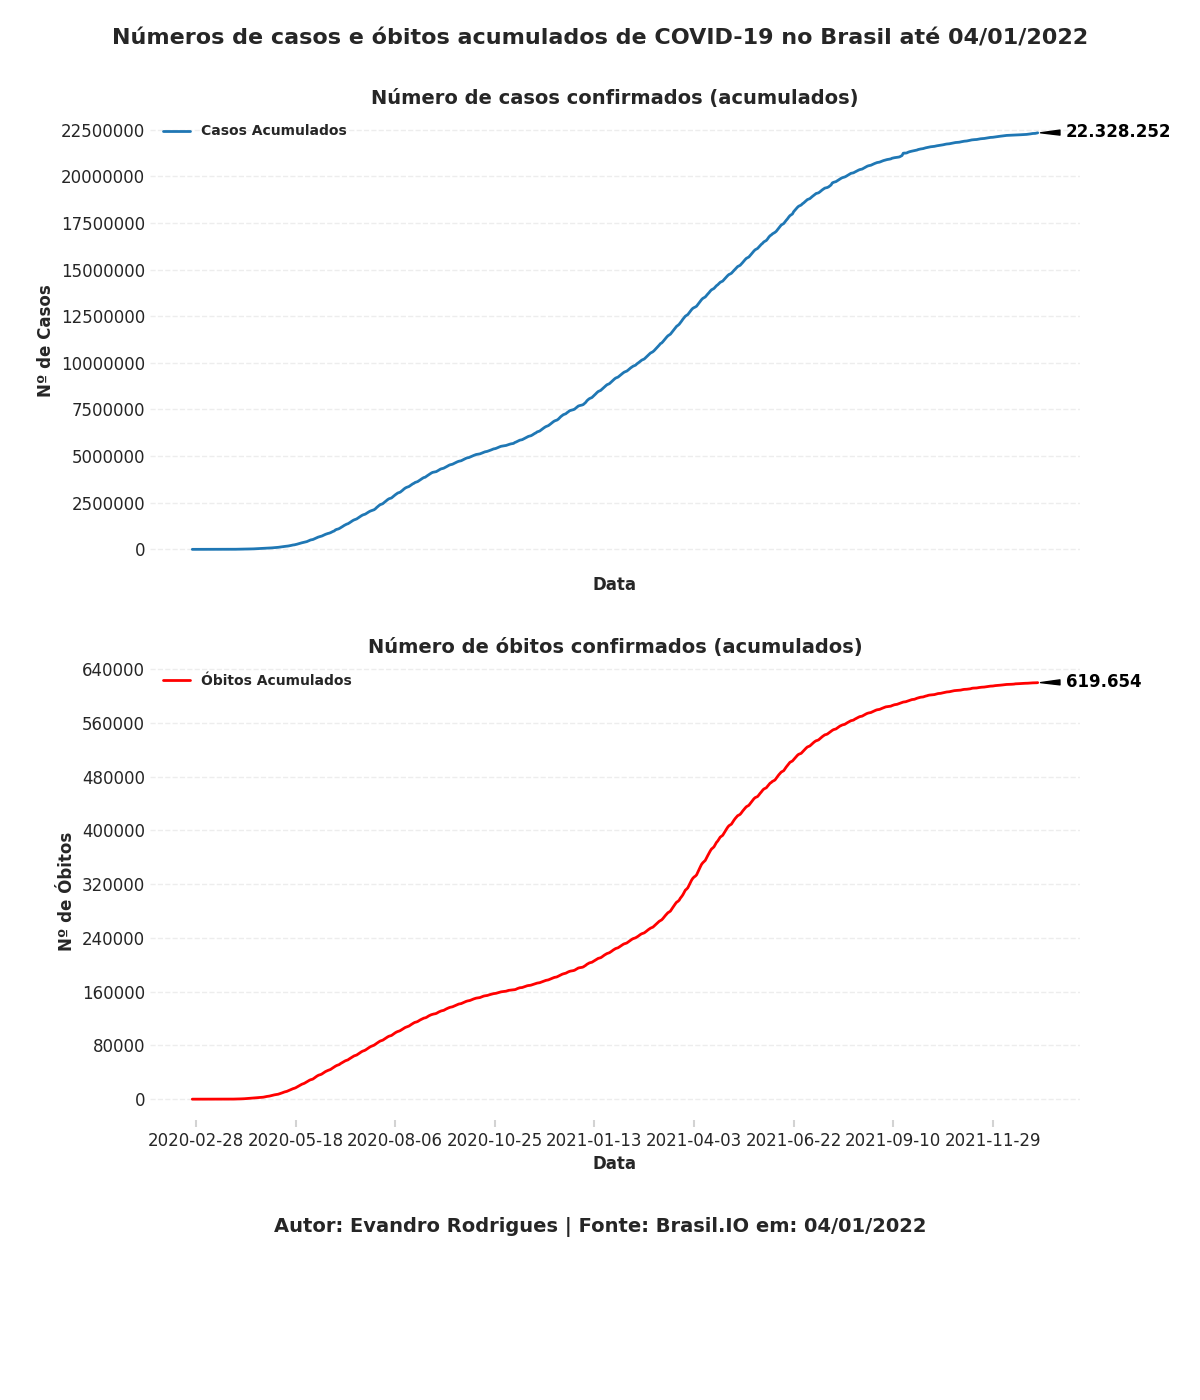 Números de casos e óbitos acumulados de COVID-19 no Brasil até 04/01/2022
Número de casos confirmados (acumulados)
Casos Acumulados
22.328.252
22500000
20000000
17500000
15000000
12500000
10000000
7500000
5000000
2500000
0
Nº de Casos
Data
Número de óbitos confirmados (acumulados)
Óbitos Acumulados
619.654
640000
560000
480000
400000
320000
240000
160000
80000
0
Nº de Óbitos
2020-02-28 2020-05-18 2020-08-06 2020-10-25 2021-01-13 2021-04-03 2021-06-22 2021-09-10 2021-11-29
Data
Autor: Evandro Rodrigues | Fonte: Brasil.IO em: 04/01/2022